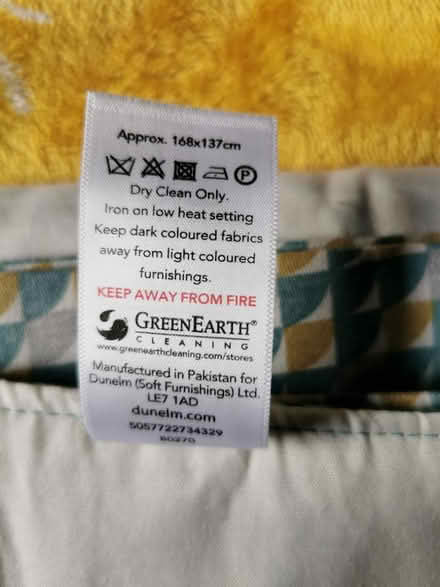 Approx. 168x137cm
P
Dry Clean Only.
Iron on low heat setting
Keep dark coloured fabrics
away from light coloured
furnishings.
KEEP AWAY FROM FIRE
GREENEARTH®
CLEANING
www.greenearthcleaning.com/stores
Manufactured in Pakistan for
Dunelm (Soft Furnishings) Ltd.
LE7 1AD
dunelm.com
5057722734329
80270